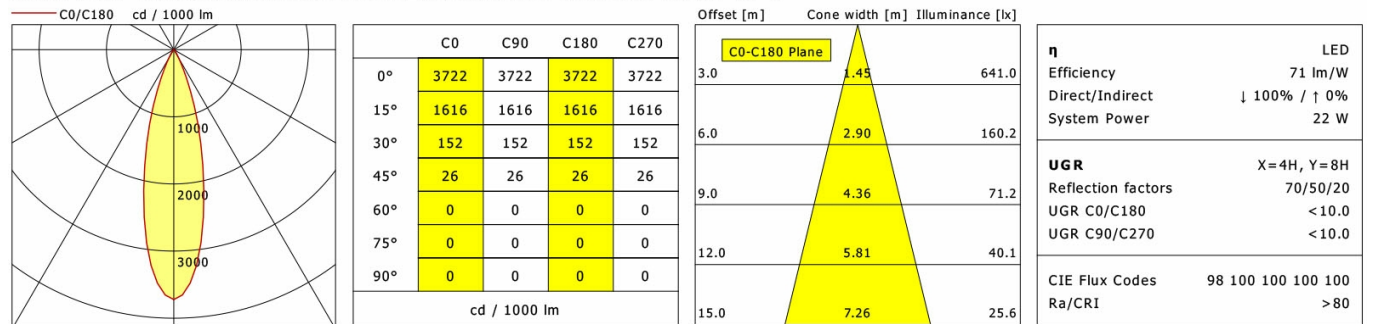 C0/C180 cd / 1000 lm
1000
2000
3000
C0 C90 C180 C270
0° 3722 3722 3722 3722
15° 1616 1616 1616 1616
30° 152 152 152 152
45° 26 26 26 26
60° 0 0 0 0
75° 0 0 0 0
90° 0 0 0 0
cd / 1000 lm
Offset [m] Cone width [m] Illuminance [lx]
C0-C180 Plane
3.0 1.45 641.0
6.0 2.90 160.2
9.0 4.36 71.2
12.0 5.81 40.1
15.0 7.26 25.6
η LED
Efficiency 71 lm/W
Direct/Indirect ↓ 100% / ↑ 0%
System Power 22 W
UGR X=4H, Y=8H
Reflection factors 70/50/20
UGR C0/C180 <10.0
UGR C90/C270 <10.0
CIE Flux Codes 98 100 100 100 100
Ra/CRI >80